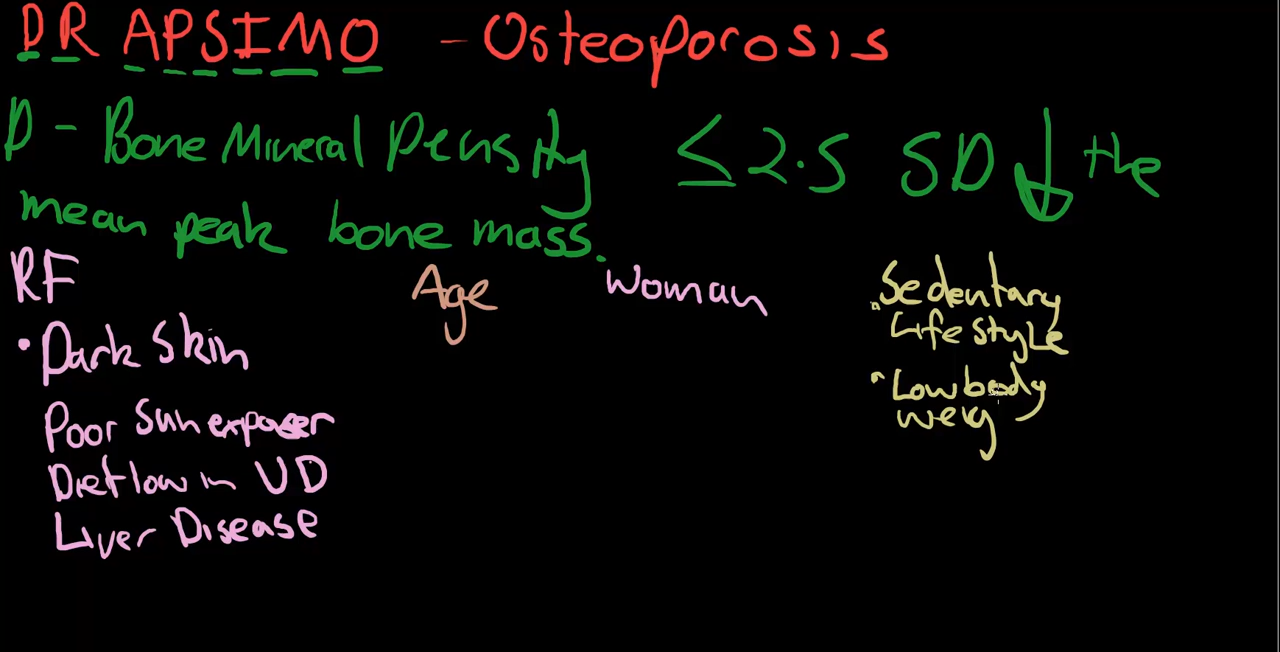 DR APSIMO - Osteoporosis
D - Bone Mineral Density ≤ 2.5 SD ↓ the
mean peak bone mass.
RF
Age
Woman
• Dark Skin
Poor Sun exposer
Diet low in VD
Liver Disease
• Sedentary
Life style
• Low body
weig